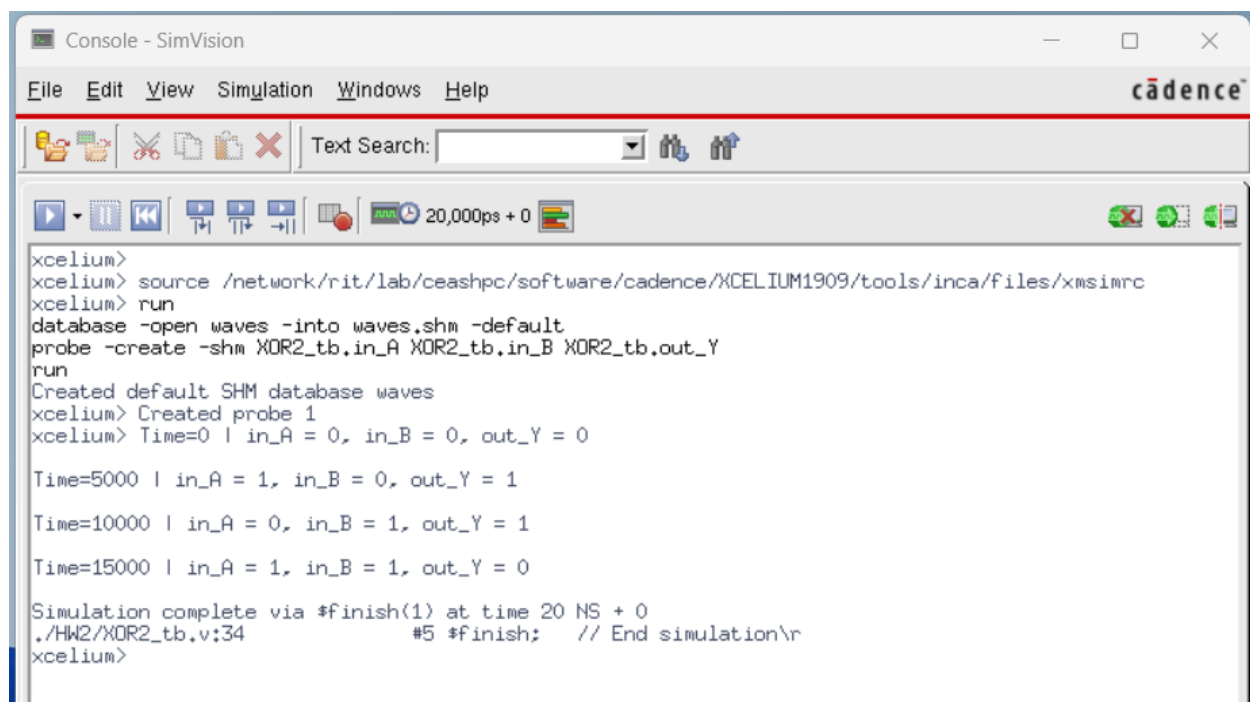 Console - SimVision
File Edit View Simulation Windows Help
cādence™
Text Search:
20,000ps + 0
xcelium>
xcelium> source /network/rit/lab/ceashpc/software/cadence/XCELIUM1909/tools/inca/files/xmsimrc
xcelium> run
database -open waves -into waves.shm -default
probe -create -shm XOR2_tb.in_A XOR2_tb.in_B XOR2_tb.out_Y
run
Created default SHM database waves
xcelium> Created probe 1
xcelium> Time=0 | in_A = 0, in_B = 0, out_Y = 0
Time=5000 | in_A = 1, in_B = 0, out_Y = 1
Time=10000 | in_A = 0, in_B = 1, out_Y = 1
Time=15000 | in_A = 1, in_B = 1, out_Y = 0
Simulation complete via $finish(1) at time 20 NS + 0
./HW2/XOR2_tb.v:34 #5 $finish; // End simulation\r
xcelium>